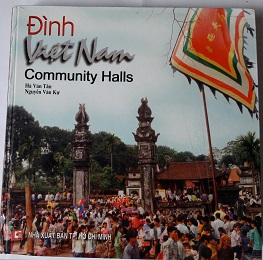 Đình
Việt Nam
Community Halls
Hà Văn Tấn
Nguyễn Văn Kự
NHÀ XUẤT BẢN TP. HỒ CHÍ MINH